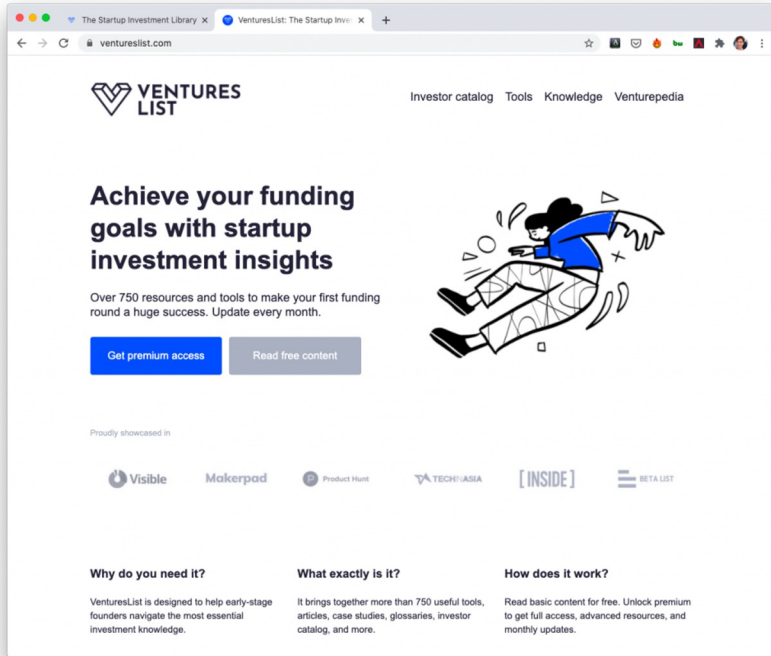 The Startup Investment Library
VenturesList: The Startup Inves
ventureslist.com
VENTURES
LIST
Investor catalog Tools Knowledge Venturepedia
Achieve your funding
goals with startup
investment insights
Over 750 resources and tools to make your first funding
round a huge success. Update every month.
Get premium access Read free content
Proudly showcased in
Visible Makerpad Product Hunt TECHINASIA [INSIDE] BETA LIST
Why do you need it? What exactly is it? How does it work?
VenturesList is designed to help early-stage It brings together more than 750 useful tools, Read basic content for free. Unlock premium
founders navigate the most essential articles, case studies, glossaries, investor to get full access, advanced resources, and
investment knowledge. catalog, and more. monthly updates.